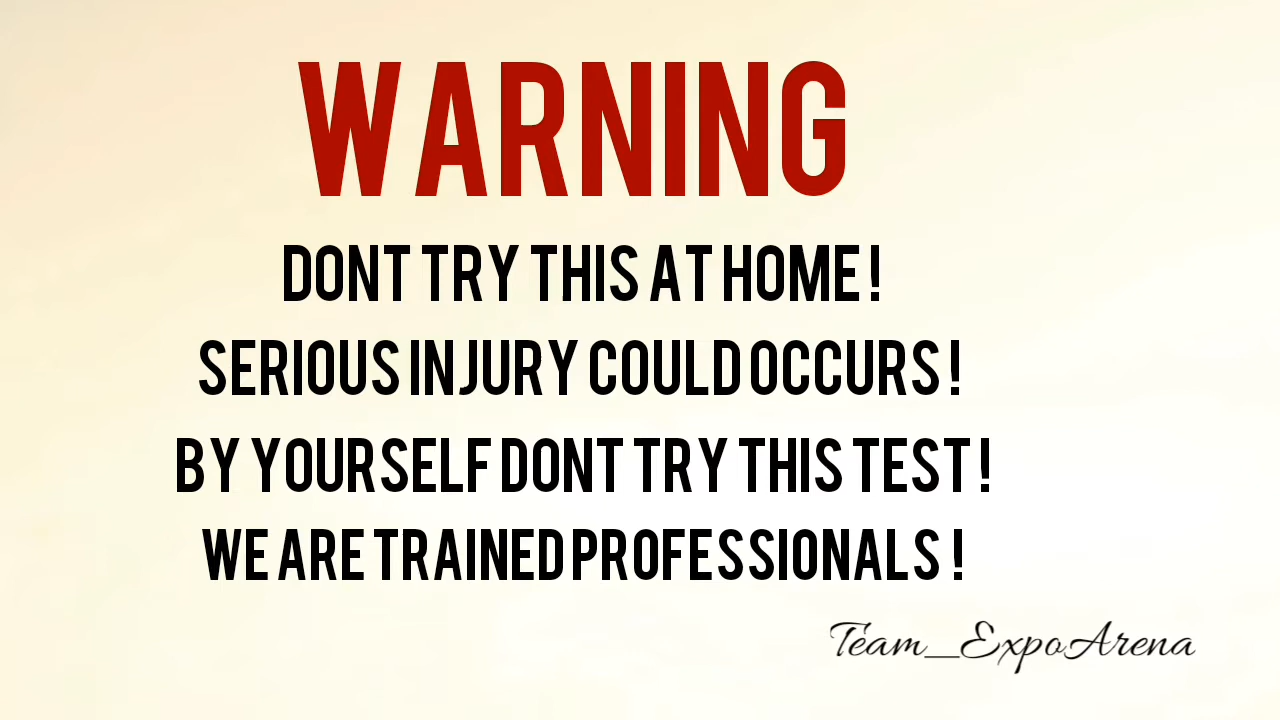 WARNING
DONT TRY THIS AT HOME !
SERIOUS INJURY COULD OCCURS !
BY YOURSELF DONT TRY THIS TEST !
WE ARE TRAINED PROFESSIONALS !
Team_ExpoArena